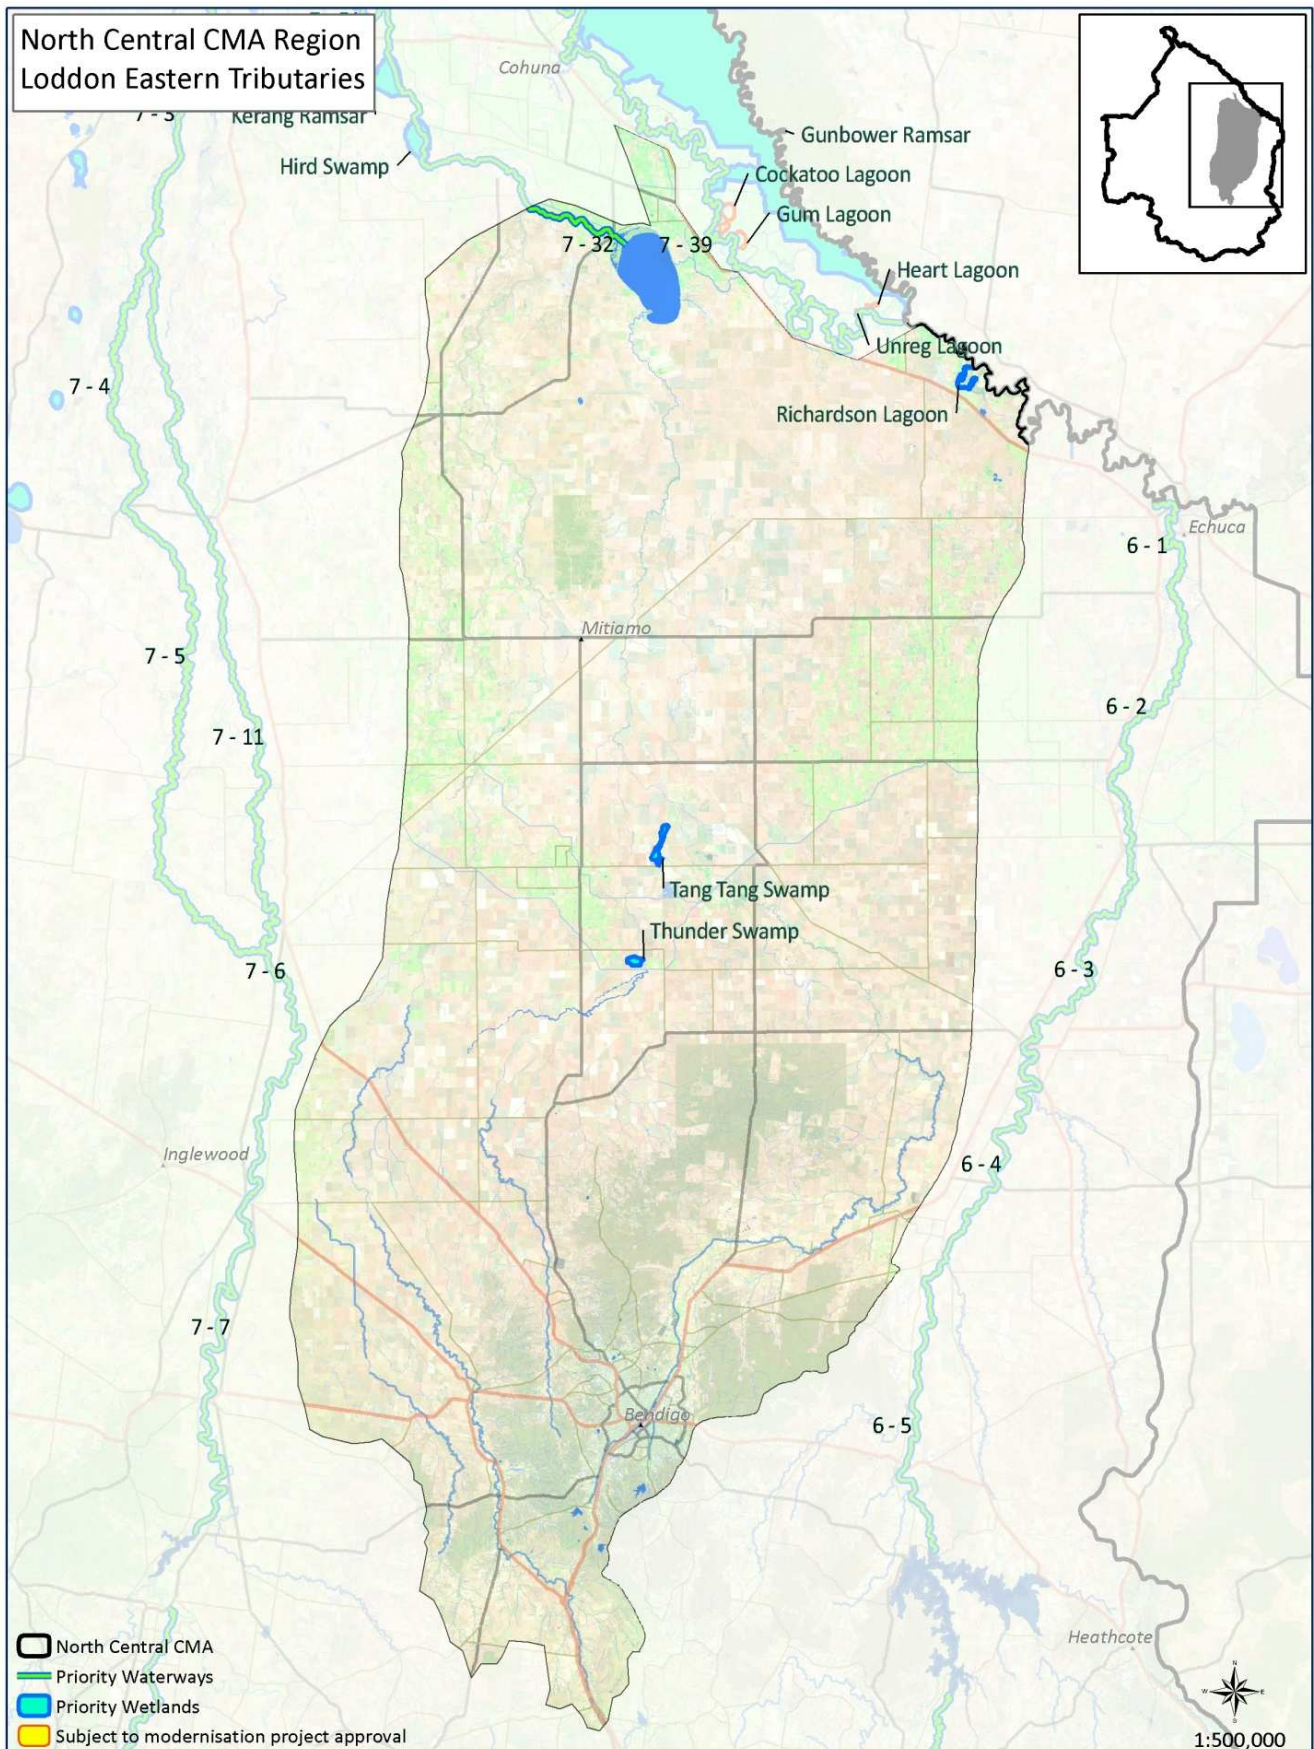 North Central CMA Region
Loddon Eastern Tributaries
Cohuna
7 - 3
Kerang Ramsar
Gunbower Ramsar
Hird Swamp
Cockatoo Lagoon
Gum Lagoon
7 - 32
7 - 39
Heart Lagoon
Unreg Lagoon
7 - 4
Richardson Lagoon
Echuca
6 - 1
Mitiamo
7 - 5
6 - 2
7 - 11
Tang Tang Swamp
Thunder Swamp
7 - 6
6 - 3
Inglewood
6 - 4
7 - 7
Bendigo
6 - 5
Heathcote
North Central CMA
Priority Waterways
Priority Wetlands
Subject to modernisation project approval
N
W
E
S
1:500,000